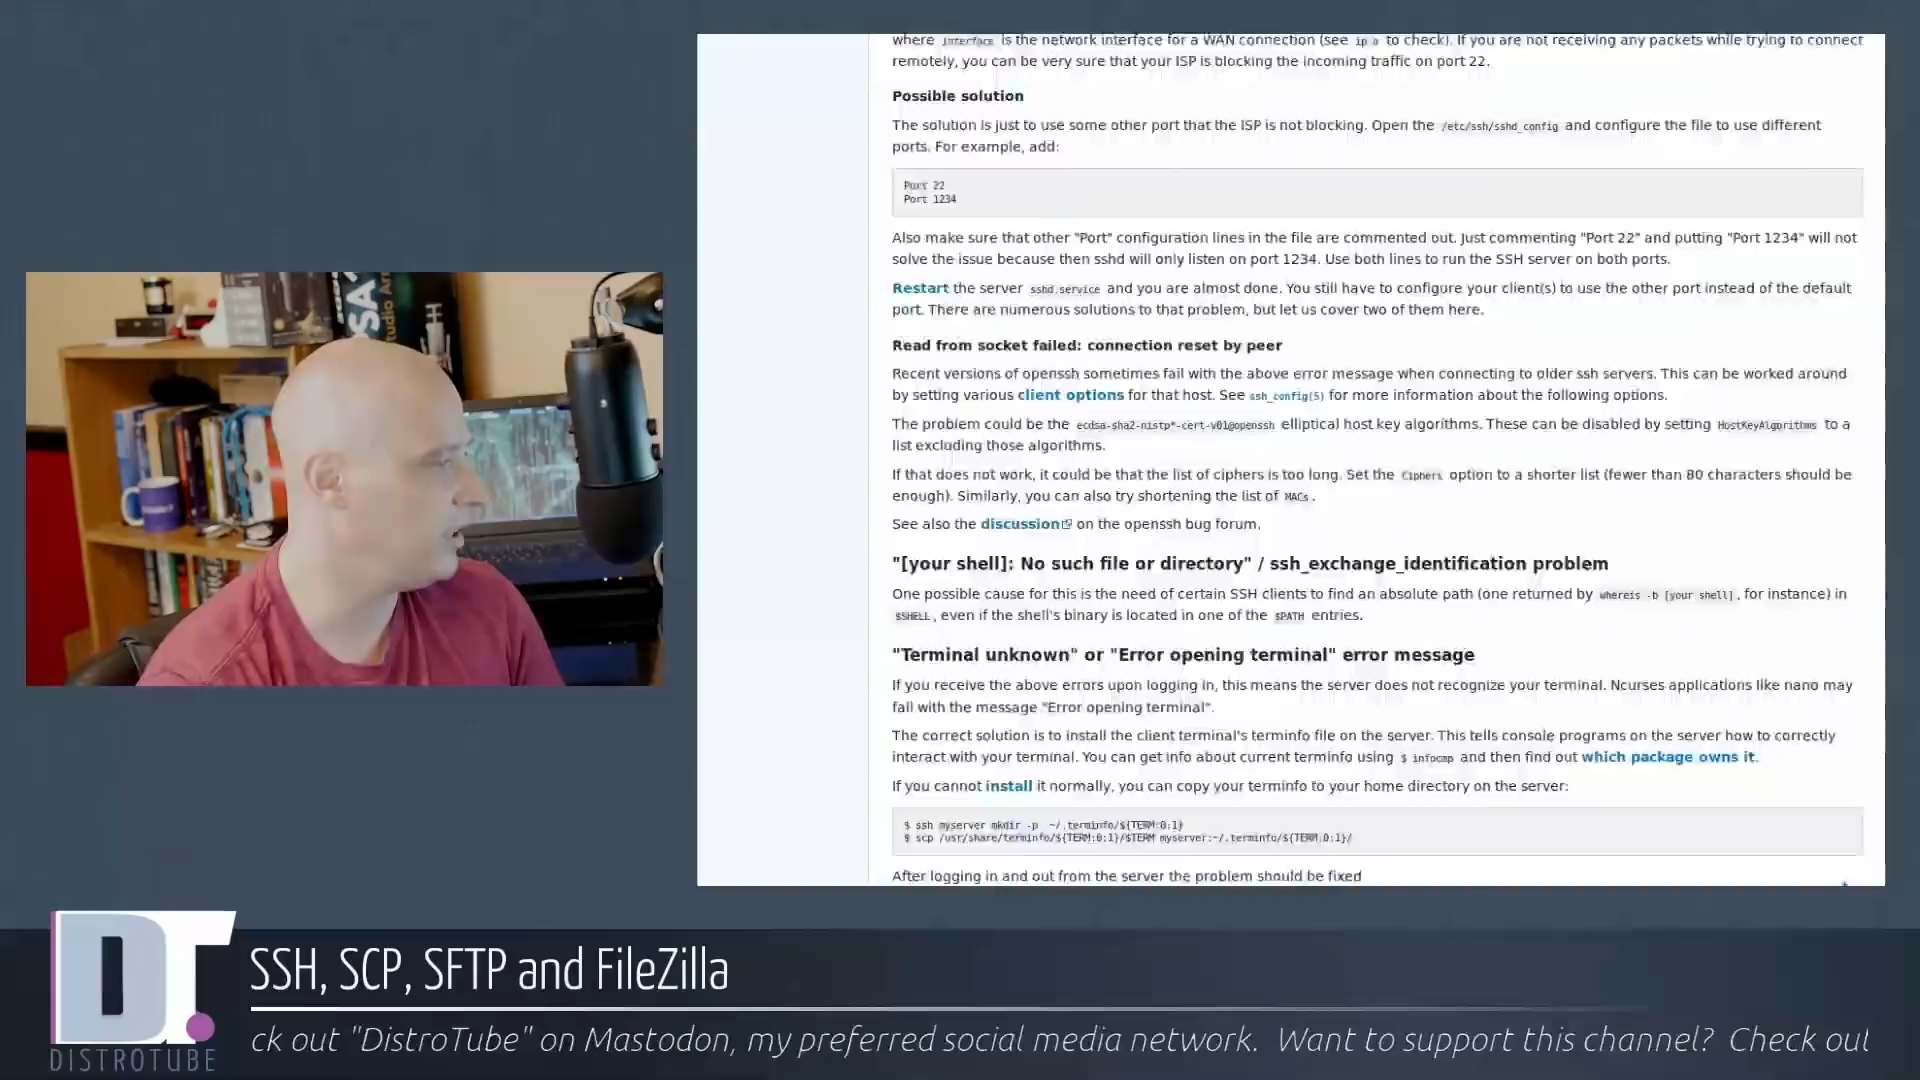 where interface is the network interface for a WAN connection (see ip a to check). If you are not receiving any packets while trying to connect
remotely, you can be very sure that your ISP is blocking the incoming traffic on port 22.
Possible solution
The solution is just to use some other port that the ISP is not blocking. Open the /etc/ssh/sshd_config and configure the file to use different
ports. For example, add:
Port 22
Port 1234
Also make sure that other "Port" configuration lines in the file are commented out. Just commenting "Port 22" and putting "Port 1234" will not
solve the issue because then sshd will only listen on port 1234. Use both lines to run the SSH server on both ports.
Restart the server sshd.service and you are almost done. You still have to configure your client(s) to use the other port instead of the default
port. There are numerous solutions to that problem, but let us cover two of them here.
Read from socket failed: connection reset by peer
Recent versions of openssh sometimes fail with the above error message when connecting to older ssh servers. This can be worked around
by setting various client options for that host. See ssh_config(5) for more information about the following options.
The problem could be the ecdsa-sha2-nistp*-cert-v01@openssh elliptical host key algorithms. These can be disabled by setting HostKeyAlgorithms to a
list excluding those algorithms.
If that does not work, it could be that the list of ciphers is too long. Set the Ciphers option to a shorter list (fewer than 80 characters should be
enough). Similarly, you can also try shortening the list of MACs.
See also the discussion on the openssh bug forum.
"[your shell]: No such file or directory" / ssh_exchange_identification problem
One possible cause for this is the need of certain SSH clients to find an absolute path (one returned by whereis -b [your shell], for instance) in
$SHELL, even if the shell's binary is located in one of the $PATH entries.
"Terminal unknown" or "Error opening terminal" error message
If you receive the above errors upon logging in, this means the server does not recognize your terminal. Ncurses applications like nano may
fail with the message "Error opening terminal".
The correct solution is to install the client terminal's terminfo file on the server. This tells console programs on the server how to correctly
interact with your terminal. You can get info about current terminfo using $ infocmp and then find out which package owns it.
If you cannot install it normally, you can copy your terminfo to your home directory on the server:
$ ssh myserver mkdir -p ~/.terminfo/${TERM:0:1}
$ scp /usr/share/terminfo/${TERM:0:1}/$TERM myserver:~/.terminfo/${TERM:0:1}/
After logging in and out from the server the problem should be fixed
Studio Ar
DT
DISTROTUBE
SSH, SCP, SFTP and FileZilla
ck out "DistroTube" on Mastodon, my preferred social media network. Want to support this channel? Check out